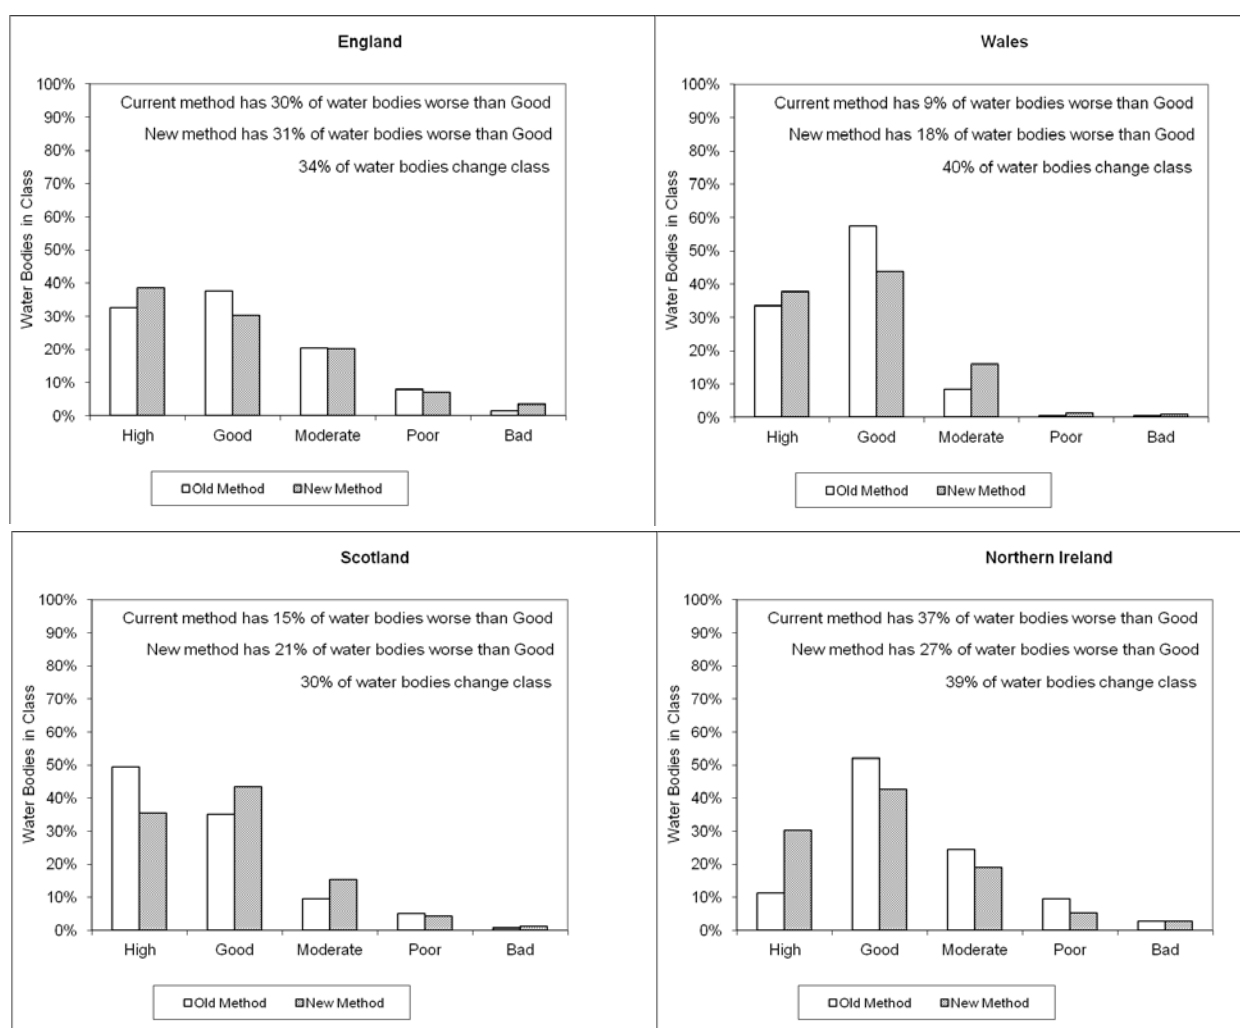 England
Current method has 30% of water bodies worse than Good
New method has 31% of water bodies worse than Good
34% of water bodies change class
Water Bodies in Class
100%
90%
80%
70%
60%
50%
40%
30%
20%
10%
0%
High Good Moderate Poor Bad
Old Method New Method
Wales
Current method has 9% of water bodies worse than Good
New method has 18% of water bodies worse than Good
40% of water bodies change class
Water Bodies in Class
100%
90%
80%
70%
60%
50%
40%
30%
20%
10%
0%
High Good Moderate Poor Bad
Old Method New Method
Scotland
Current method has 15% of water bodies worse than Good
New method has 21% of water bodies worse than Good
30% of water bodies change class
Water Bodies in Class
100%
90%
80%
70%
60%
50%
40%
30%
20%
10%
0%
High Good Moderate Poor Bad
Old Method New Method
Northern Ireland
Current method has 37% of water bodies worse than Good
New method has 27% of water bodies worse than Good
39% of water bodies change class
Water Bodies in Class
100%
90%
80%
70%
60%
50%
40%
30%
20%
10%
0%
High Good Moderate Poor Bad
Old Method New Method